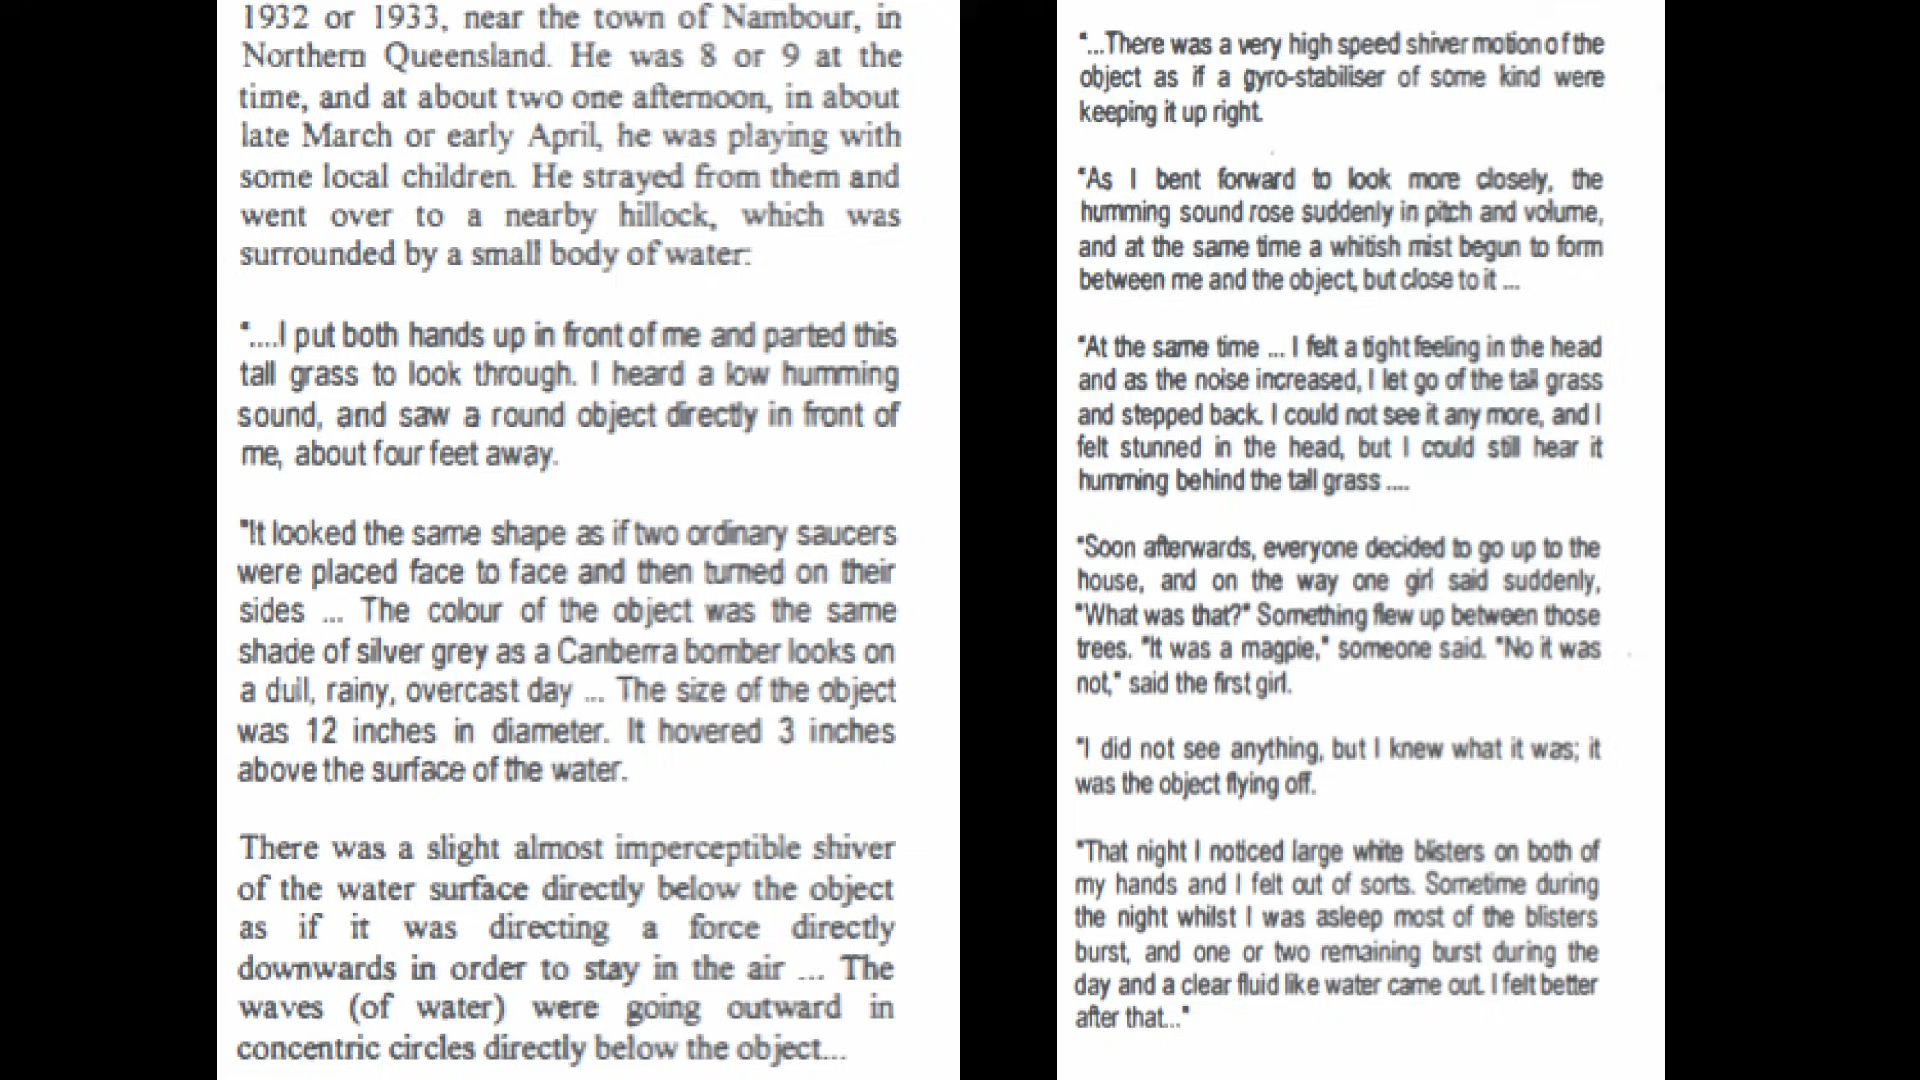 1932 or 1933, near the town of Nambour, in
Northern Queensland. He was 8 or 9 at the
time, and at about two one afternoon, in about
late March or early April, he was playing with
some local children. He strayed from them and
went over to a nearby hillock, which was
surrounded by a small body of water:
"....I put both hands up in front of me and parted this
tall grass to look through. I heard a low humming
sound, and saw a round object directly in front of
me, about four feet away.
"It looked the same shape as if two ordinary saucers
were placed face to face and then turned on their
sides ... The colour of the object was the same
shade of silver grey as a Canberra bomber looks on
a dull, rainy, overcast day ... The size of the object
was 12 inches in diameter. It hovered 3 inches
above the surface of the water.
There was a slight almost imperceptible shiver
of the water surface directly below the object
as if it was directing a force directly
downwards in order to stay in the air ... The
waves (of water) were going outward in
concentric circles directly below the object...
"...There was a very high speed shiver motion of the
object as if a gyro-stabiliser of some kind were
keeping it up right.
"As I bent forward to look more closely, the
humming sound rose suddenly in pitch and volume,
and at the same time a whitish mist begun to form
between me and the object, but close to it ...
"At the same time ... I felt a tight feeling in the head
and as the noise increased, I let go of the tall grass
and stepped back. I could not see it any more, and I
felt stunned in the head, but I could still hear it
humming behind the tall grass ....
"Soon afterwards, everyone decided to go up to the
house, and on the way one girl said suddenly,
"What was that?" Something flew up between those
trees. "It was a magpie," someone said. "No it was
not," said the first girl.
"I did not see anything, but I knew what it was; it
was the object flying off.
"That night I noticed large white blisters on both of
my hands and I felt out of sorts. Sometime during
the night whilst I was asleep most of the blisters
burst, and one or two remaining burst during the
day and a clear fluid like water came out. I felt better
after that..."